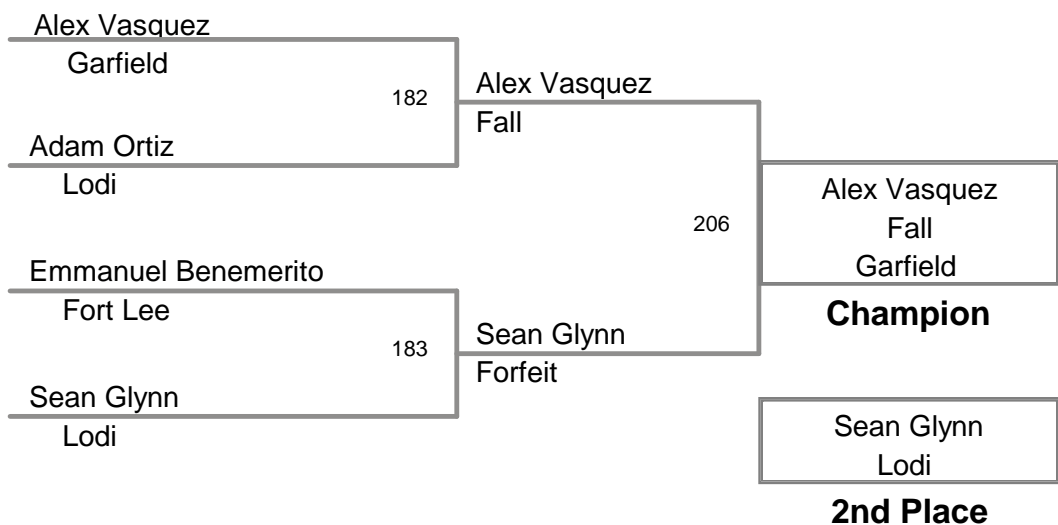 Alex Vasquez
Garfield
182
Adam Ortiz
Lodi
Emmanuel Benemerito
Fort Lee
183
Sean Glynn
Lodi
Alex Vasquez
Fall
206
Sean Glynn
Forfeit
Alex Vasquez
Fall
Garfield
Champion
Sean Glynn
Lodi
2nd Place